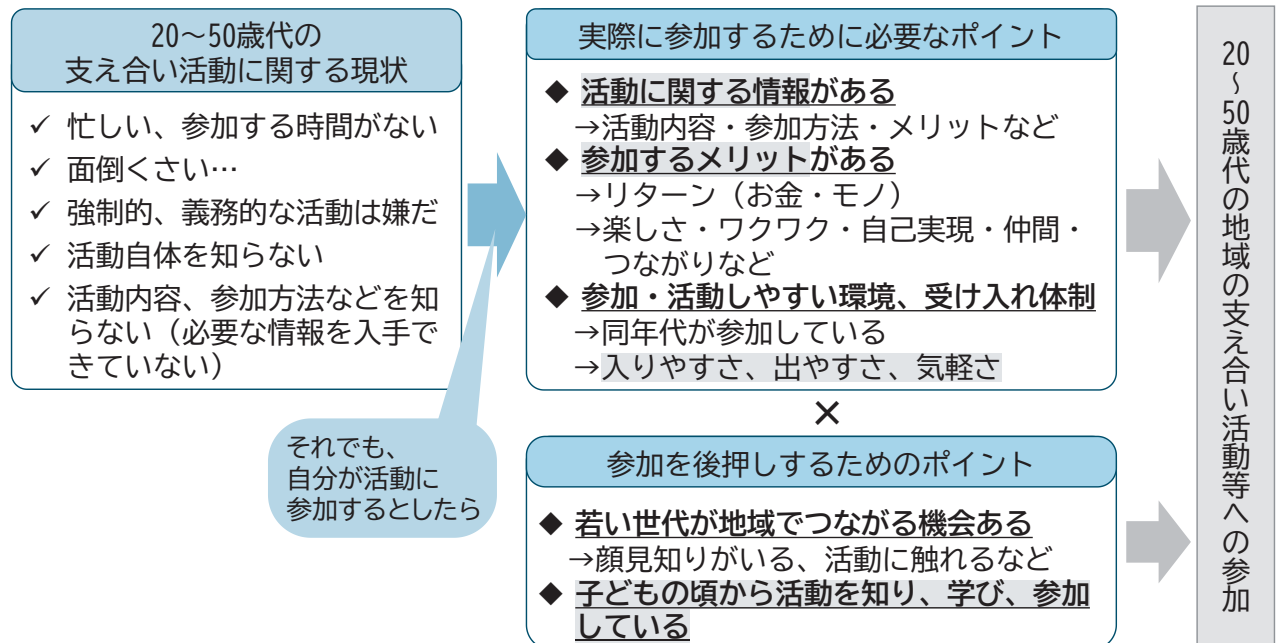 20～50歳代の
支え合い活動に関する現状
✓ 忙しい、参加する時間がない
✓ 面倒くさい…
✓ 強制的、義務的な活動は嫌だ
✓ 活動自体を知らない
✓ 活動内容、参加方法などを知
らない（必要な情報を入手で
きていない）
それでも、
自分が活動に
参加するとしたら
実際に参加するために必要なポイント
◆ 活動に関する情報がある
→活動内容・参加方法・メリットなど
◆ 参加するメリットがある
→リターン（お金・モノ）
→楽しさ・ワクワク・自己実現・仲間・
つながりなど
◆ 参加・活動しやすい環境、受け入れ体制
→同年代が参加している
→入りやすさ、出やすさ、気軽さ
×
参加を後押しするためのポイント
◆ 若い世代が地域でつながる機会ある
→顔見知りがいる、活動に触れるなど
◆ 子どもの頃から活動を知り、学び、参加
している
20～50歳代の地域の支え合い活動等への参加